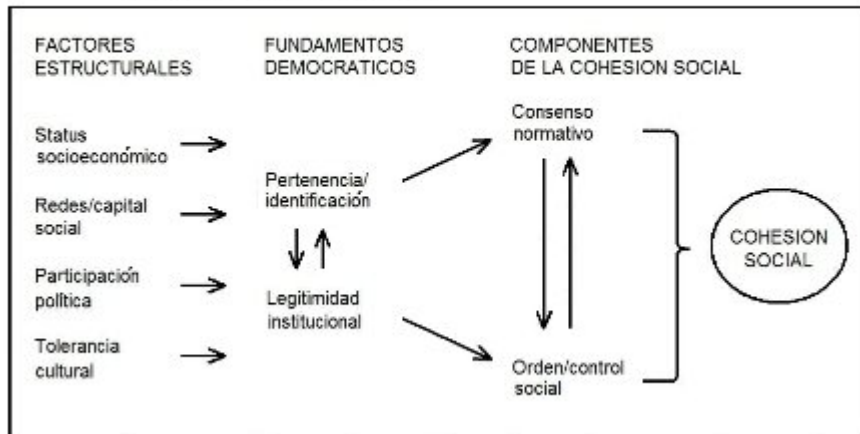 FACTORES
ESTRUCTURALES
FUNDAMENTOS
DEMOCRATICOS
COMPONENTES
DE LA COHESION SOCIAL
Status
socioeconómico
Redes/capital
social
Participación
política
Tolerancia
cultural
Pertenencia/
identificación
Legitimidad
institucional
Consenso
normativo
Orden/control
social
COHESION
SOCIAL